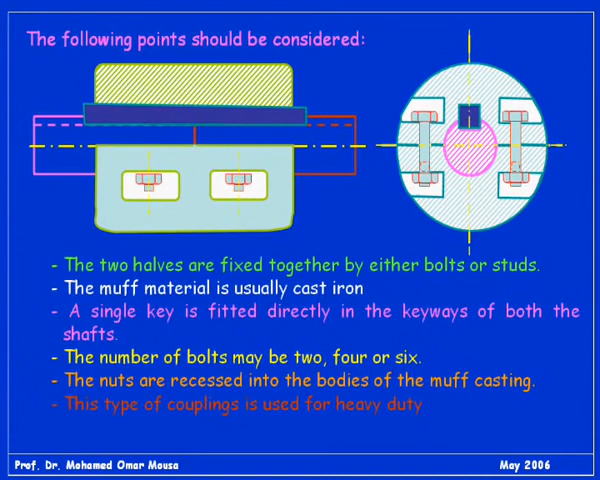 The following points should be considered:
- The two halves are fixed together by either bolts or studs.
- The muff material is usually cast iron
- A single key is fitted directly in the keyways of both the
shafts.
- The number of bolts may be two, four or six.
- The nuts are recessed into the bodies of the muff casting.
- This type of couplings is used for heavy duty
Prof. Dr. Mohamed Omar Mousa
May 2006